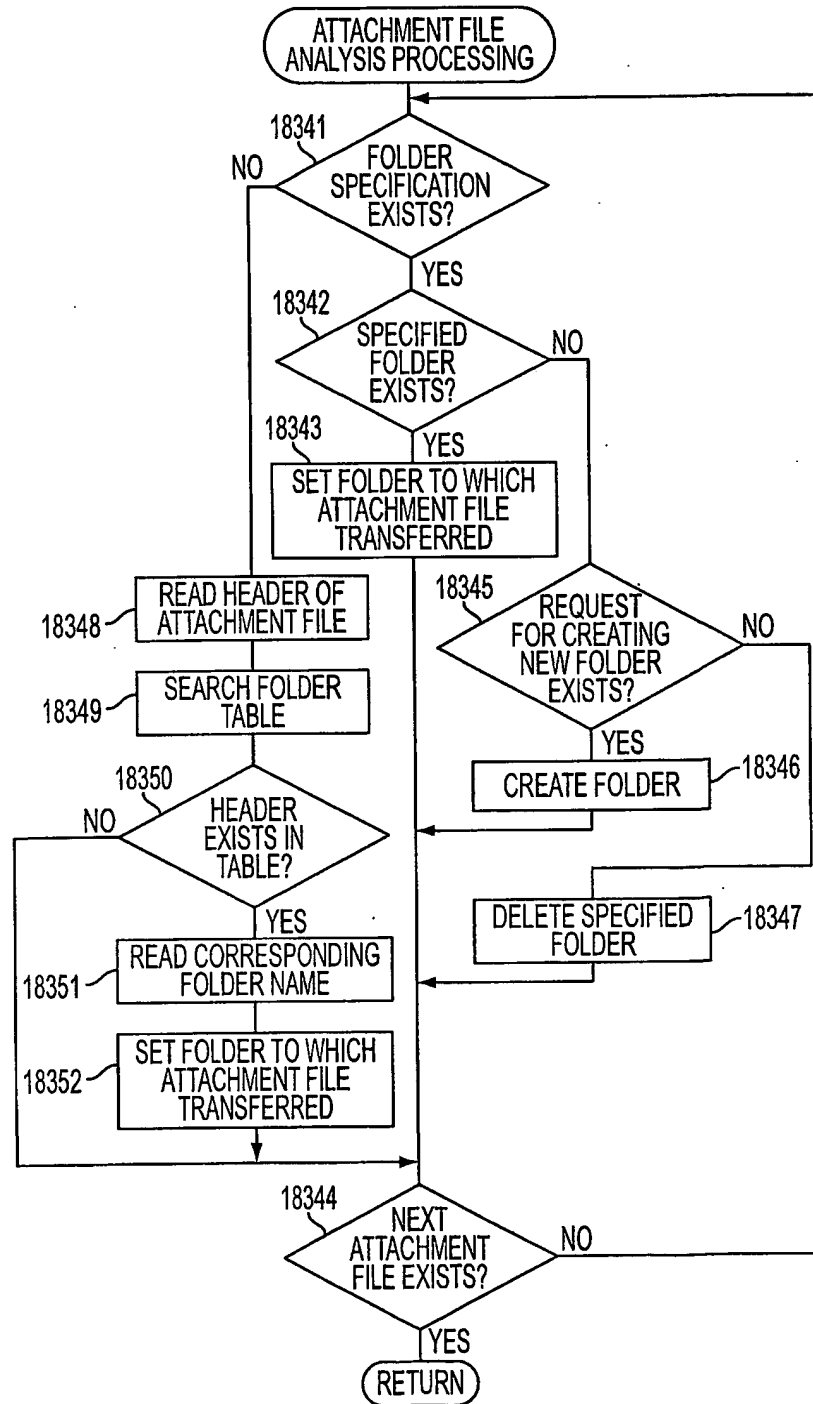 ATTACHMENT FILE
ANALYSIS PROCESSING
18341
NO
FOLDER
SPECIFICATION
EXISTS?
YES
18342
SPECIFIED
FOLDER
EXISTS?
NO
18343
YES
SET FOLDER TO WHICH
ATTACHMENT FILE
TRANSFERRED
18345
REQUEST
FOR CREATING
NEW FOLDER
EXISTS?
NO
18348
READ HEADER OF
ATTACHMENT FILE
18349
SEARCH FOLDER
TABLE
YES
CREATE FOLDER
18346
18350
NO
HEADER
EXISTS IN
TABLE?
YES
DELETE SPECIFIED
FOLDER
18347
18351
READ CORRESPONDING
FOLDER NAME
18352
SET FOLDER TO WHICH
ATTACHMENT FILE
TRANSFERRED
18344
NEXT
ATTACHMENT
FILE EXISTS?
NO
YES
RETURN